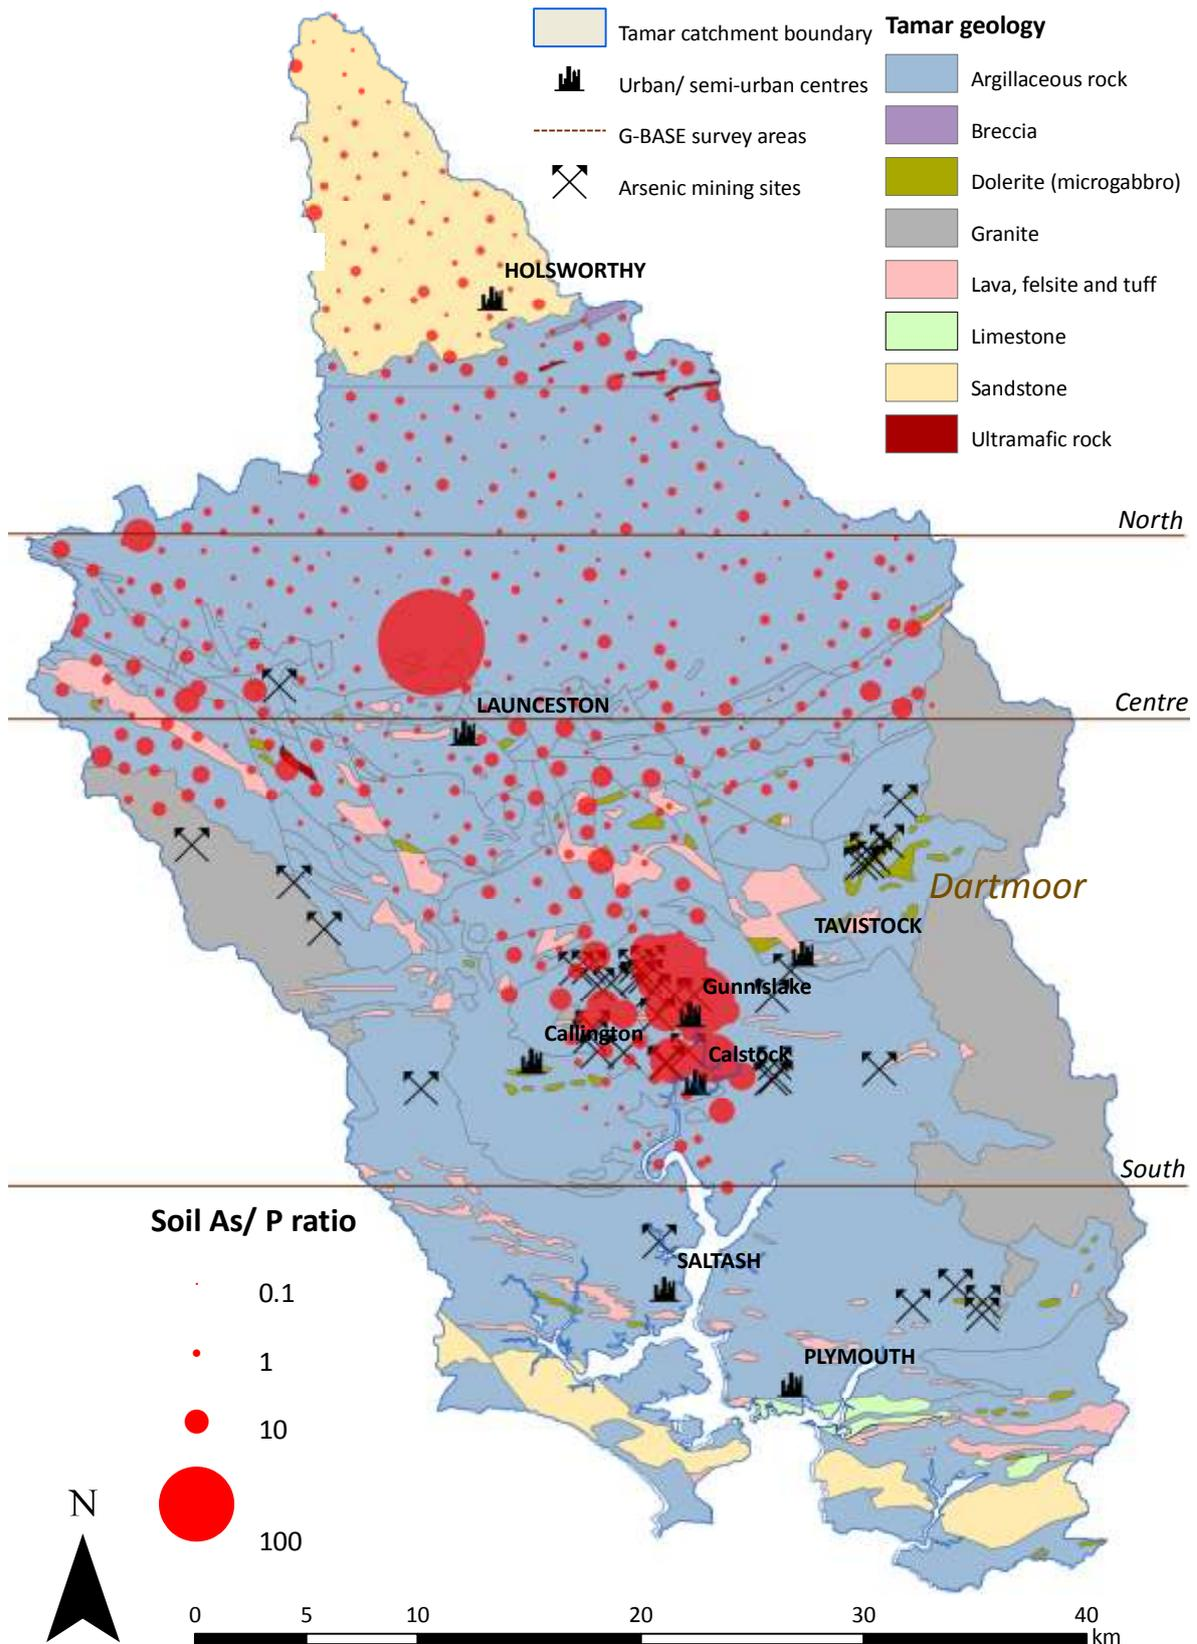 Tamar catchment boundary
Urban/ semi-urban centres
G-BASE survey areas
Arsenic mining sites
Tamar geology
Argillaceous rock
Breccia
Dolerite (microgabbro)
Granite
Lava, felsite and tuff
Limestone
Sandstone
Ultramafic rock
HOLSWORTHY
North
LAUNCESTON
Centre
Dartmoor
TAVISTOCK
Gunnislake
Callington
Calstock
South
Soil As/ P ratio
0.1
1
10
100
SALTASH
PLYMOUTH
N
0 5 10 20 30 40
km